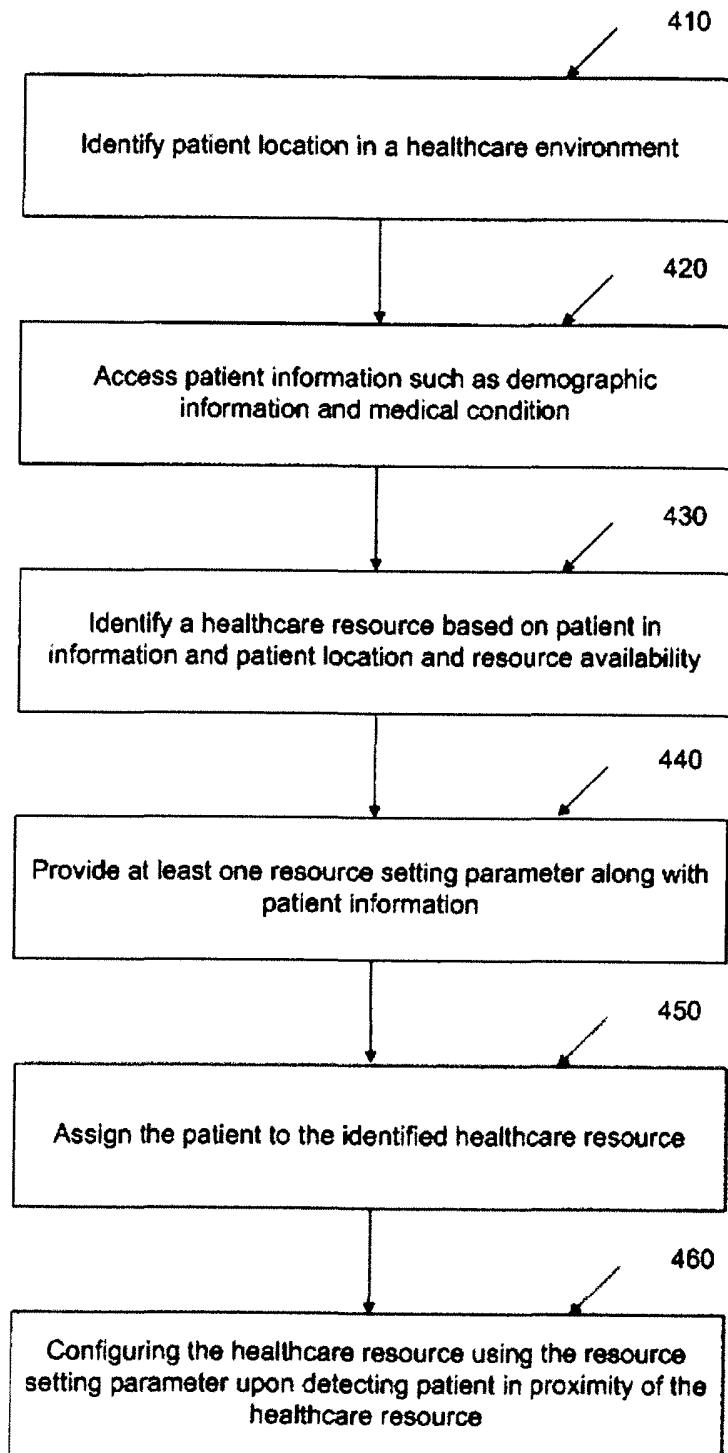 410
Identify patient location in a healthcare environment
420
Access patient information such as demographic
information and medical condition
430
Identify a healthcare resource based on patient in
information and patient location and resource availability
440
Provide at least one resource setting parameter along with
patient information
450
Assign the patient to the identified healthcare resource
460
Configuring the healthcare resource using the resource
setting parameter upon detecting patient in proximity of the
healthcare resource